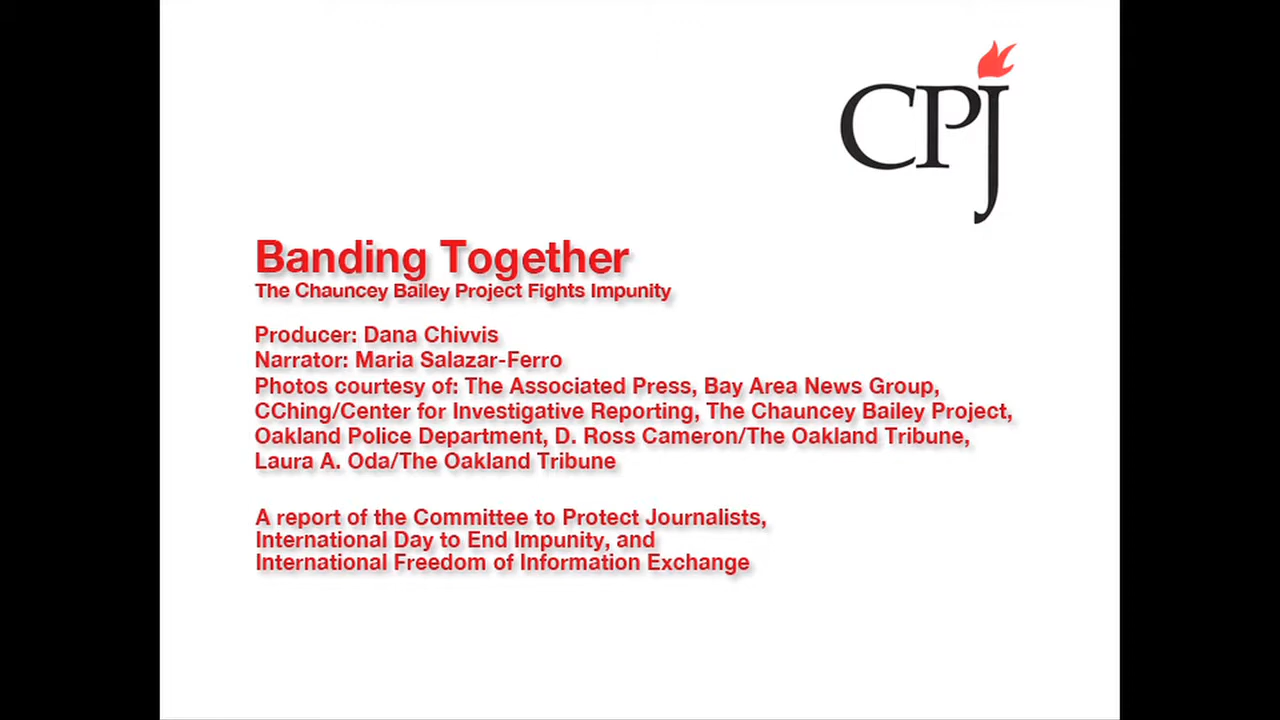 CPJ
Banding Together
The Chauncey Bailey Project Fights Impunity
Producer: Dana Chivvis
Narrator: Maria Salazar-Ferro
Photos courtesy of: The Associated Press, Bay Area News Group,
CChing/Center for Investigative Reporting, The Chauncey Bailey Project,
Oakland Police Department, D. Ross Cameron/The Oakland Tribune,
Laura A. Oda/The Oakland Tribune
A report of the Committee to Protect Journalists,
International Day to End Impunity, and
International Freedom of Information Exchange